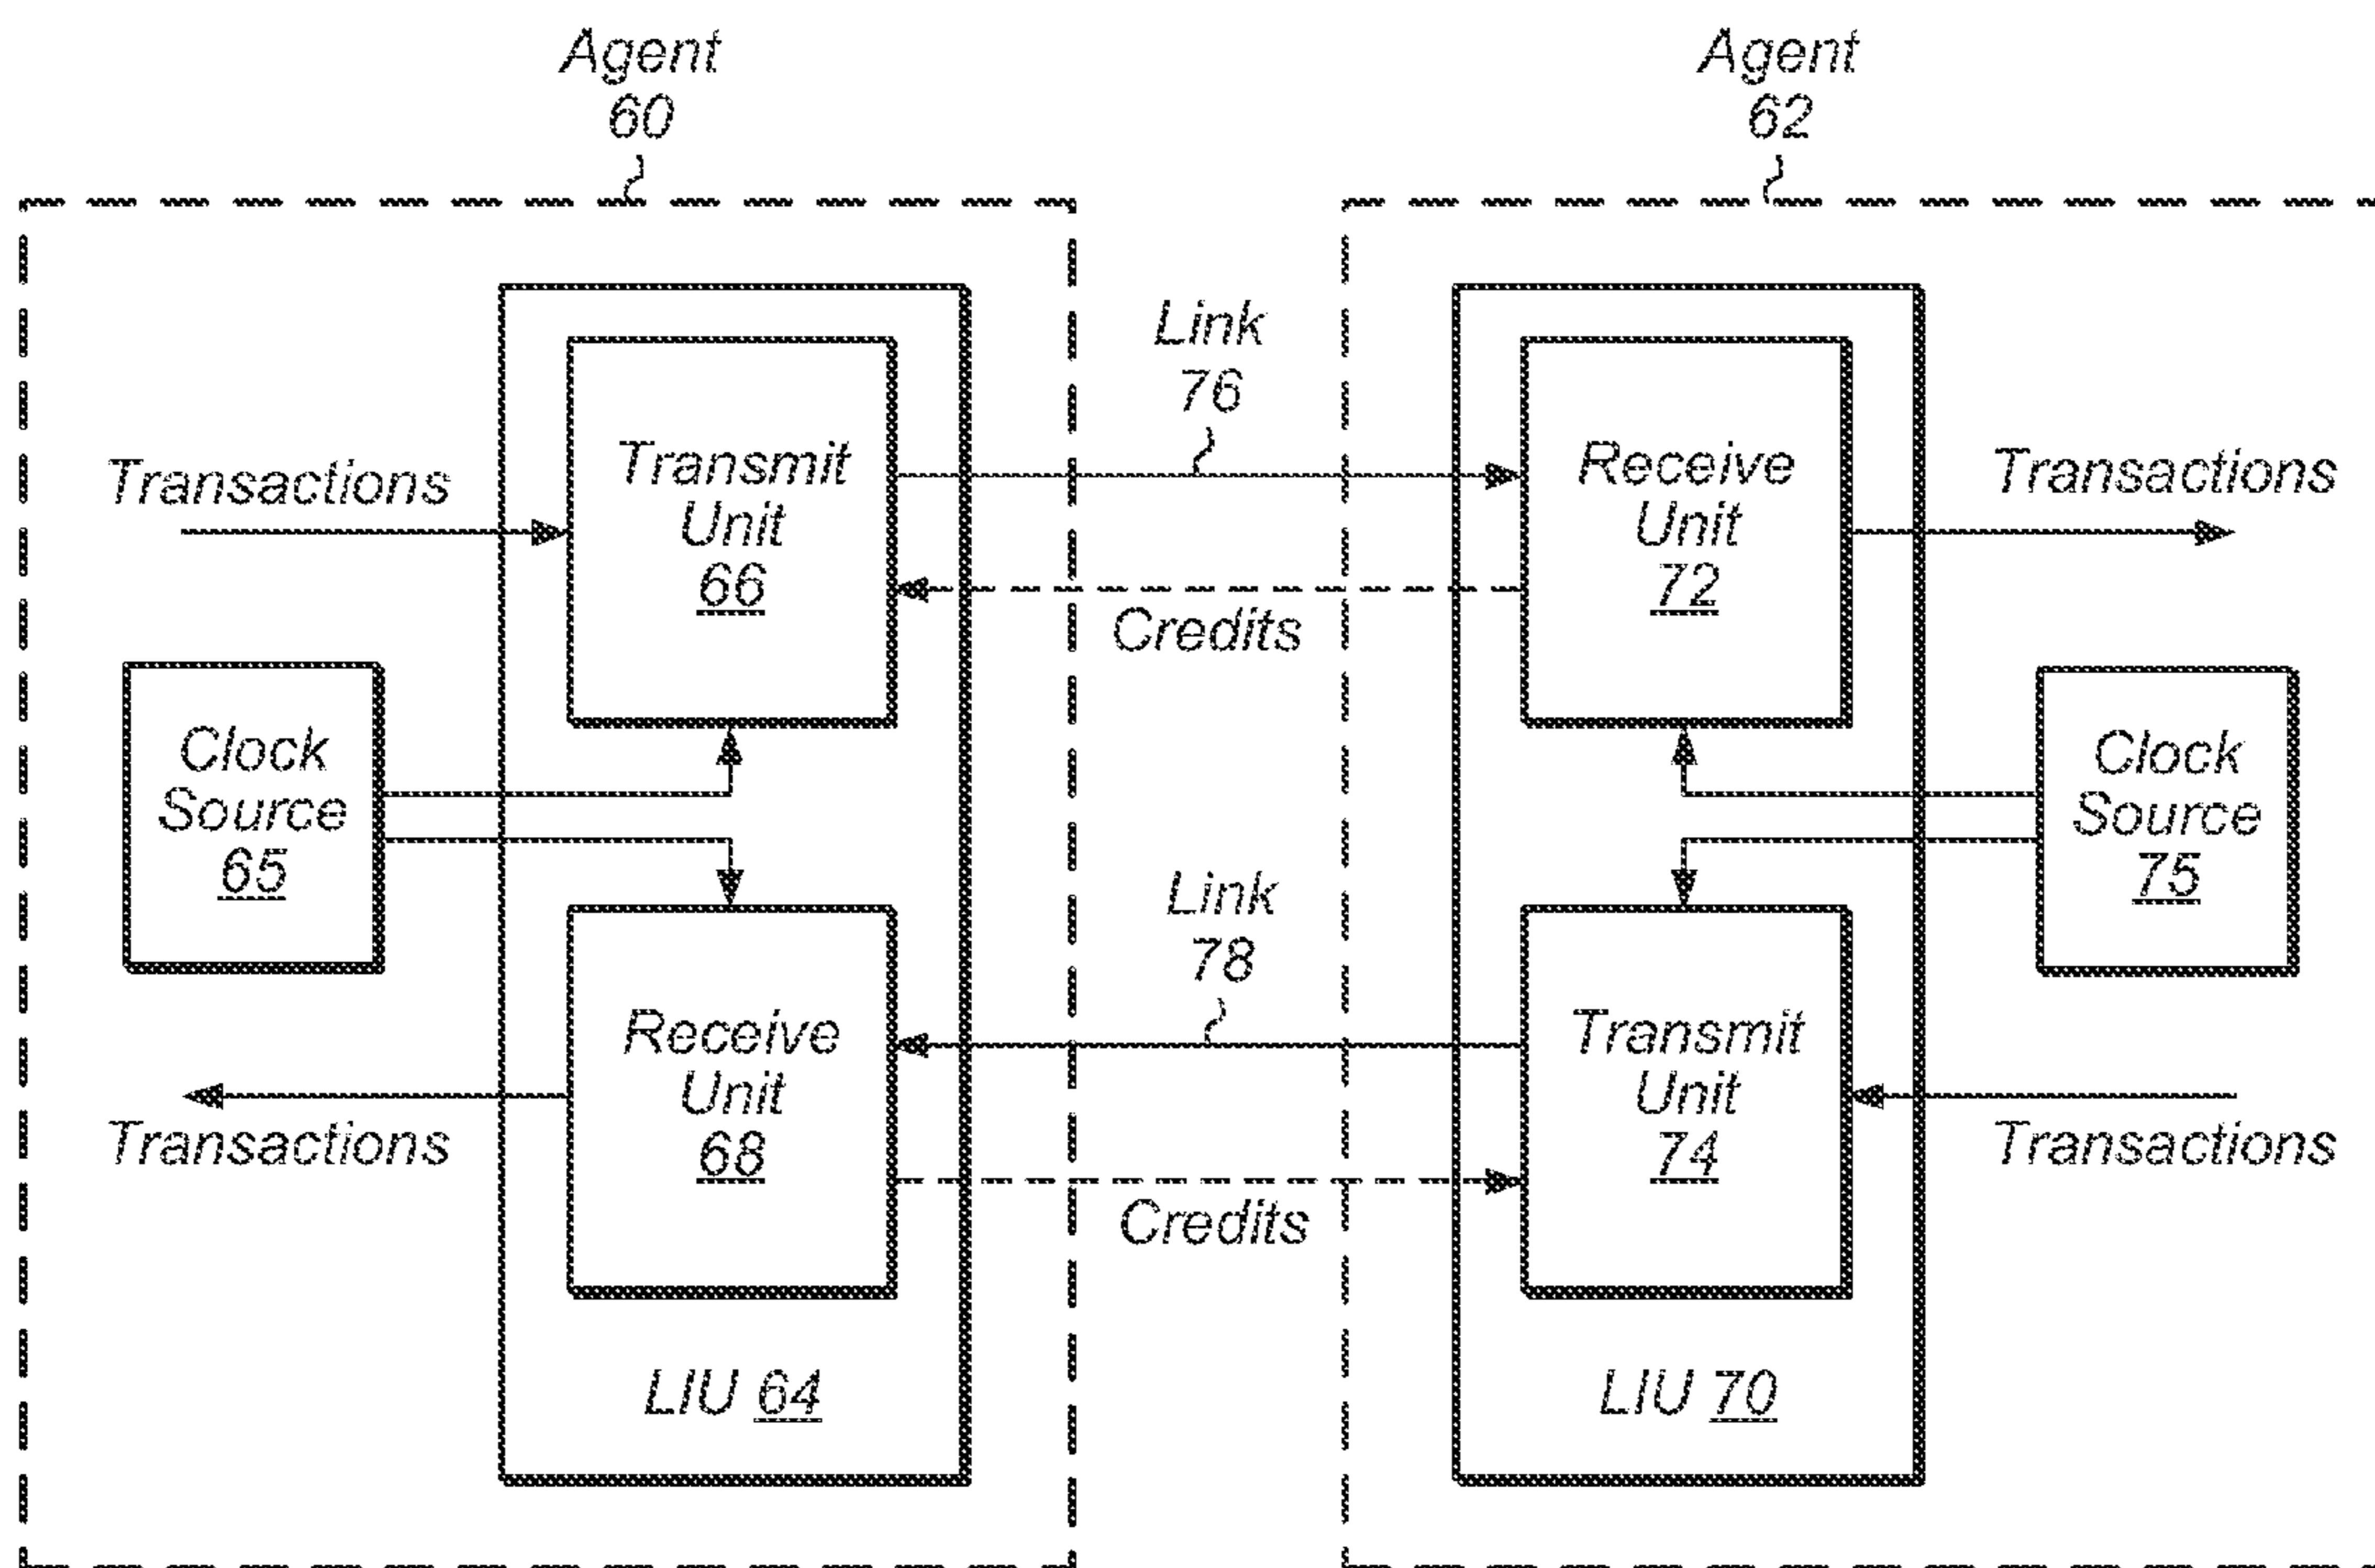 Agent
60
Agent
62
Link
76
Transmit
Unit
66
Receive
Unit
72
Transactions
Transactions
Credits
Clock
Source
65
Clock
Source
75
Link
78
Receive
Unit
68
Transmit
Unit
74
Transactions
Transactions
Credits
LIU 64
LIU 70